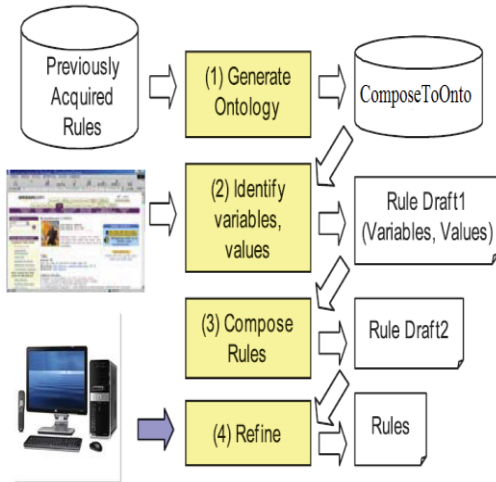 Previously
Acquired
Rules
(1) Generate
Ontology
ComposeToOnto
(2) Identify
variables,
values
Rule Draft1
(Variables, Values)
(3) Compose
Rules
Rule Draft2
(4) Refine
Rules